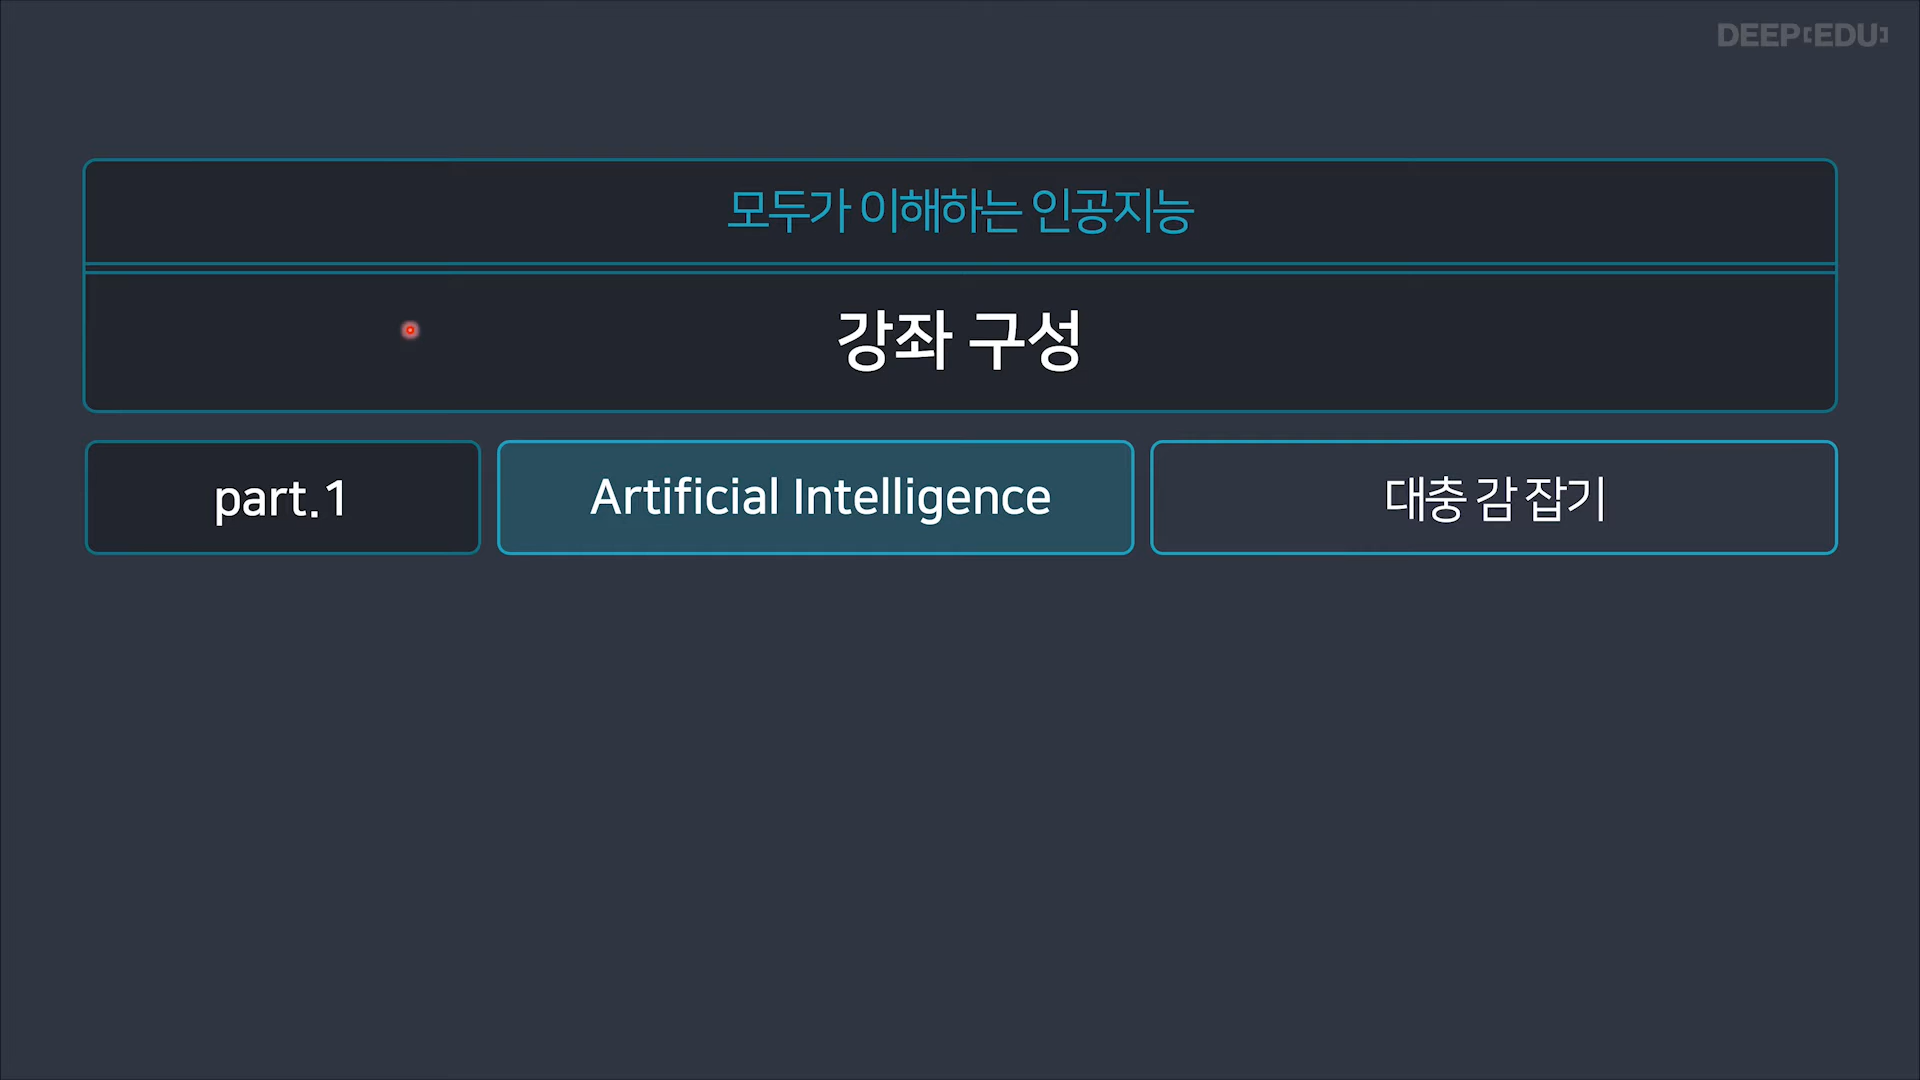 DEEP[EDU]
모두가 이해하는 인공지능
강좌 구성
part.1
Artificial Intelligence
대충 감 잡기